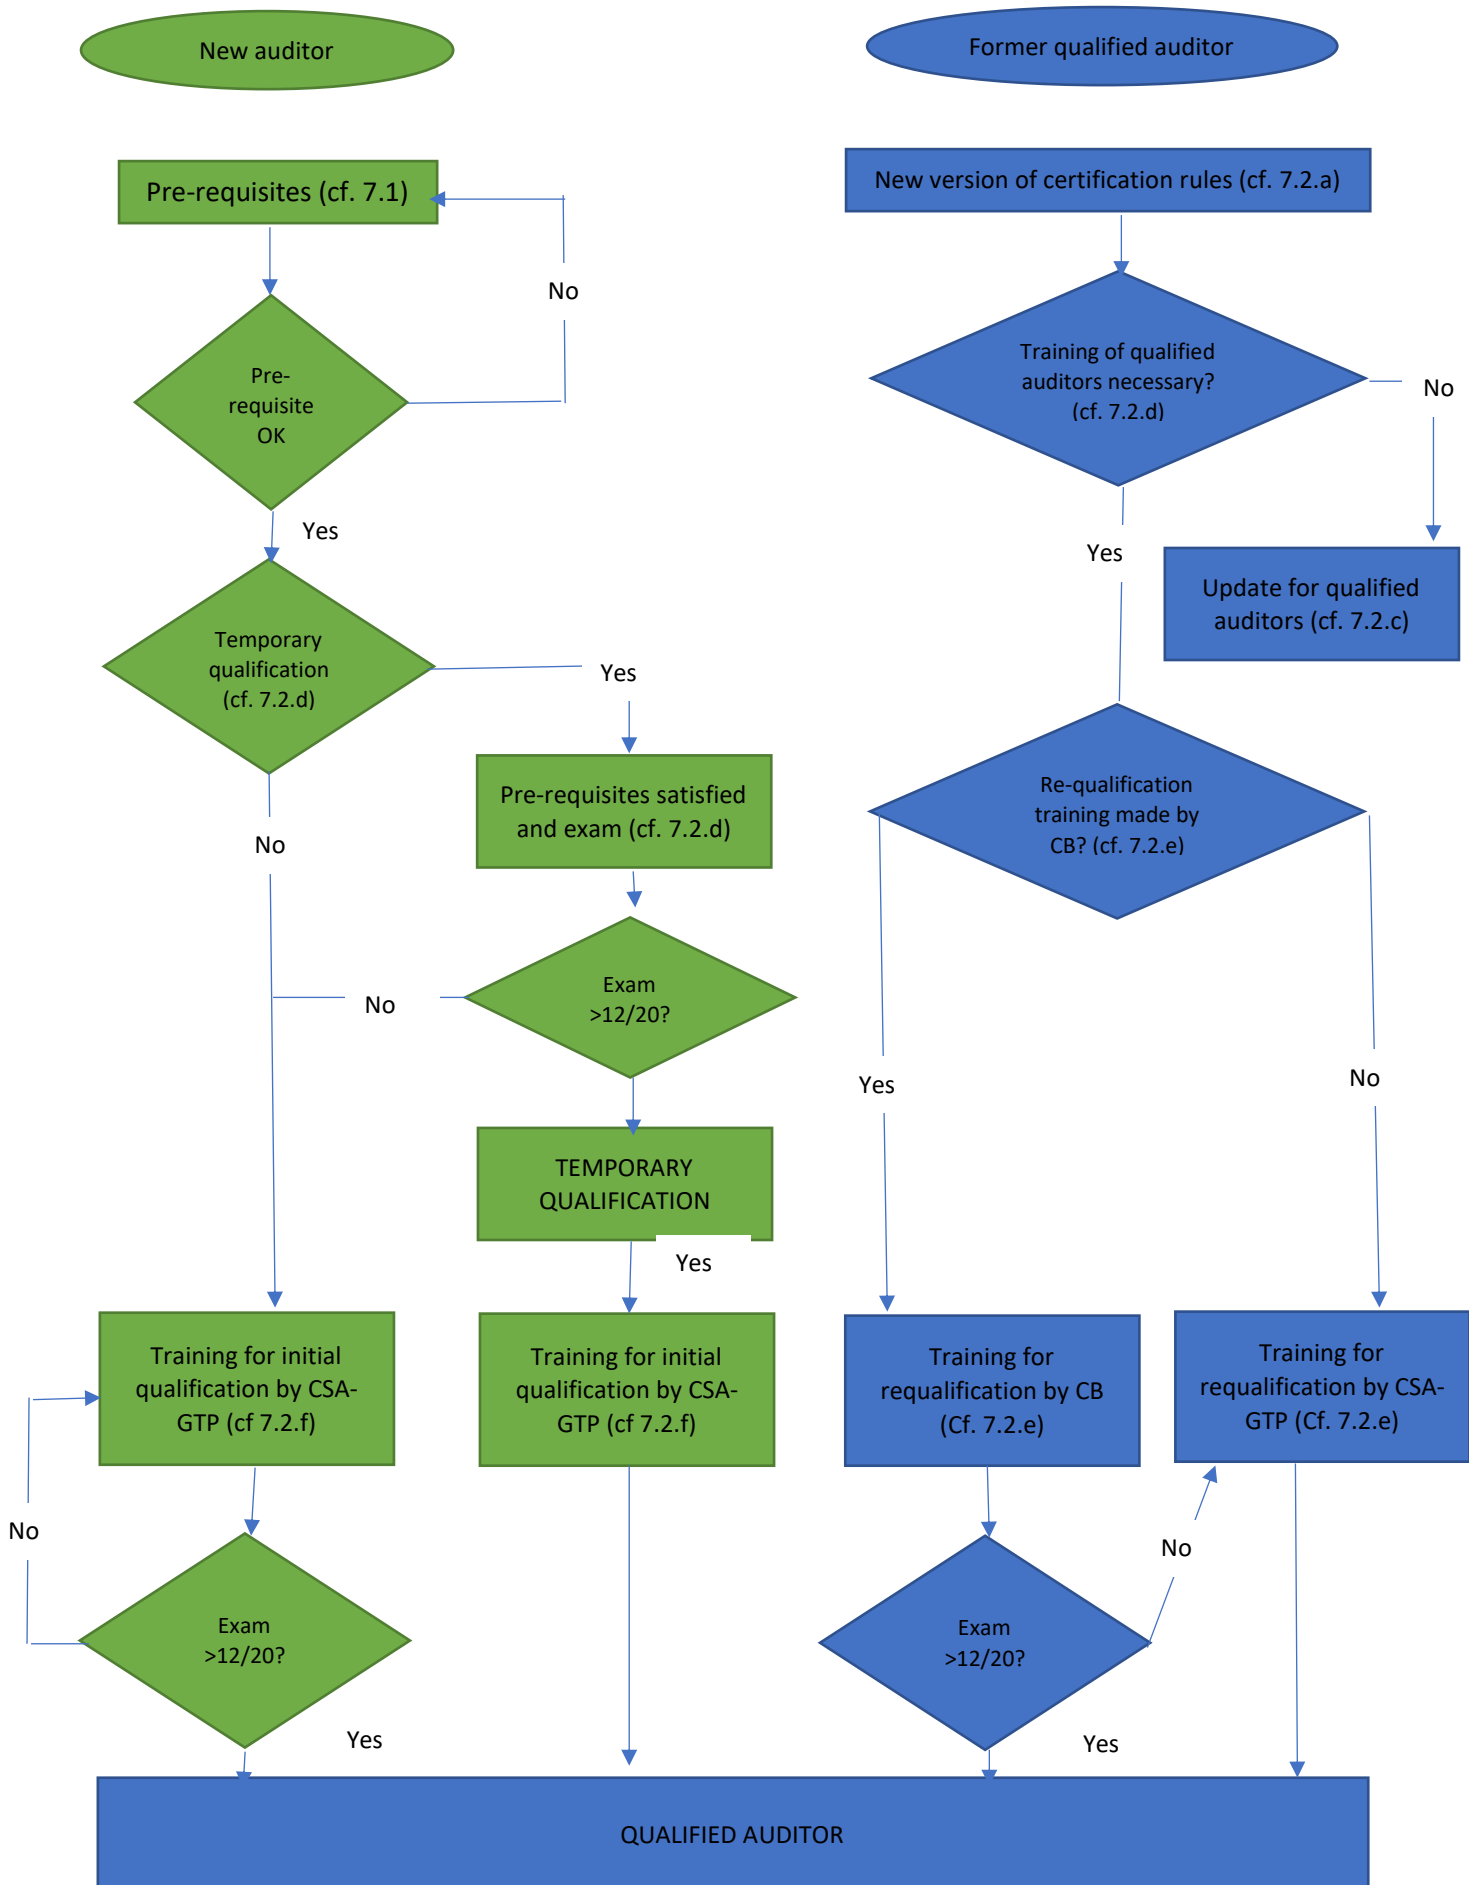 New auditor
Former qualified auditor
Pre-requisites (cf. 7.1)
New version of certification rules (cf. 7.2.a)
No
Pre-
requisite
OK
Training of qualified
auditors necessary?
(cf. 7.2.d)
No
Yes
Yes
Update for qualified
auditors (cf. 7.2.c)
Temporary
qualification
(cf. 7.2.d)
Yes
Pre-requisites satisfied
and exam (cf. 7.2.d)
Re-qualification
training made by
CB? (cf. 7.2.e)
No
Exam
>12/20?
No
Yes
No
TEMPORARY
QUALIFICATION
Yes
Training for initial
qualification by CSA-
GTP (cf 7.2.f)
Training for initial
qualification by CSA-
GTP (cf 7.2.f)
Training for
requalification by CB
(Cf. 7.2.e)
Training for
requalification by CSA-
GTP (Cf. 7.2.e)
No
No
Exam
>12/20?
Exam
>12/20?
Yes
Yes
QUALIFIED AUDITOR